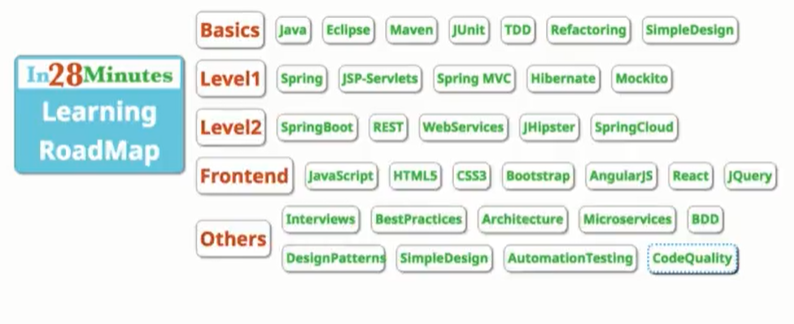 In28Minutes
Learning
RoadMap
Basics Java Eclipse Maven JUnit TDD Refactoring SimpleDesign
Level1 Spring JSP-Servlets Spring MVC Hibernate Mockito
Level2 SpringBoot REST WebServices JHipster SpringCloud
Frontend JavaScript HTML5 CSS3 Bootstrap AngularJS React JQuery
Others
Interviews BestPractices Architecture Microservices BDD
DesignPatterns SimpleDesign AutomationTesting CodeQuality